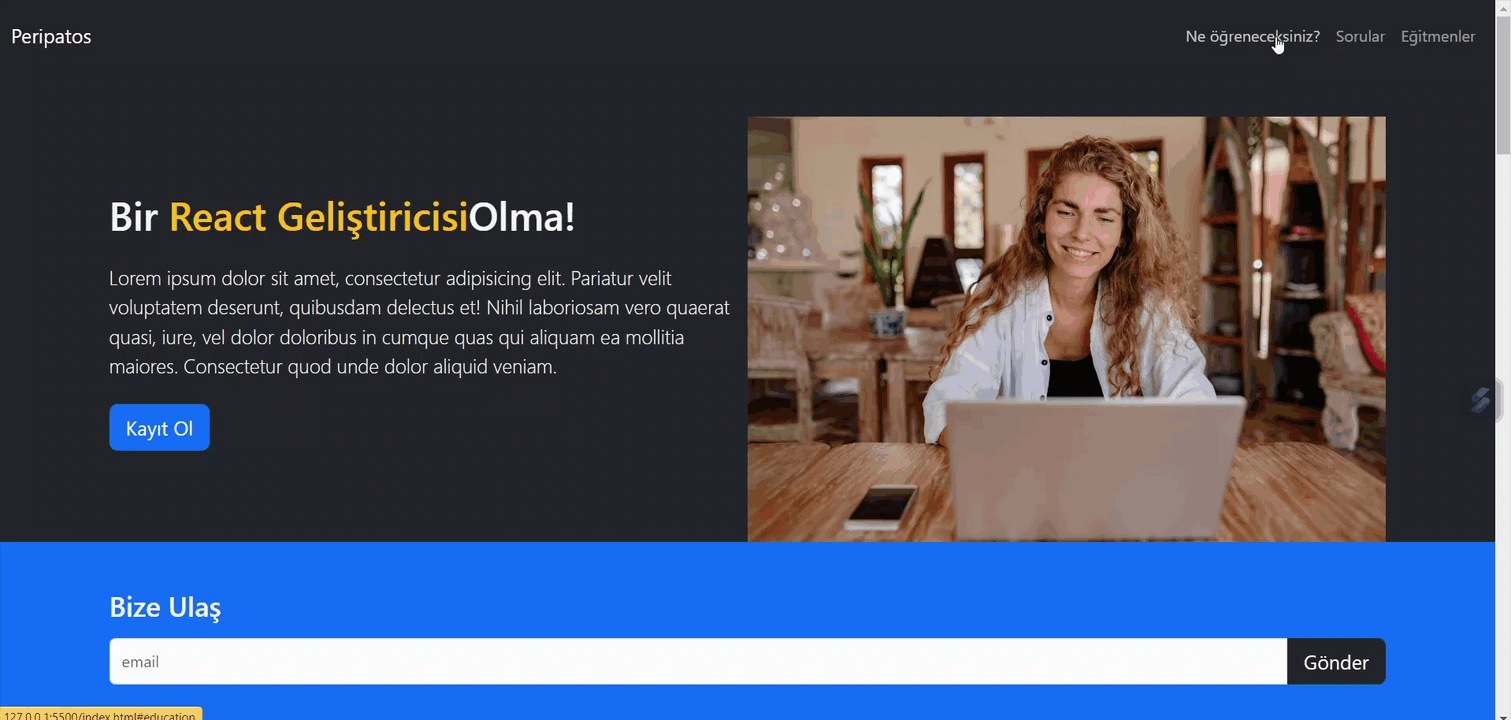 Peripatos
Ne öğreneceksiniz? Sorular Eğitmenler
Bir React GeliştiricisiOlma!
Lorem ipsum dolor sit amet, consectetur adipisicing elit. Pariatur velit
voluptatem deserunt, quibusdam delectus et! Nihil laboriosam vero quaerat
quasi, iure, vel dolor doloribus in cumque quas qui aliquam ea mollitia
maiores. Consectetur quod unde dolor aliquid veniam.
Kayıt Ol
Bize Ulaş
email
Gönder
127.0.0.1:5500/index.html#education